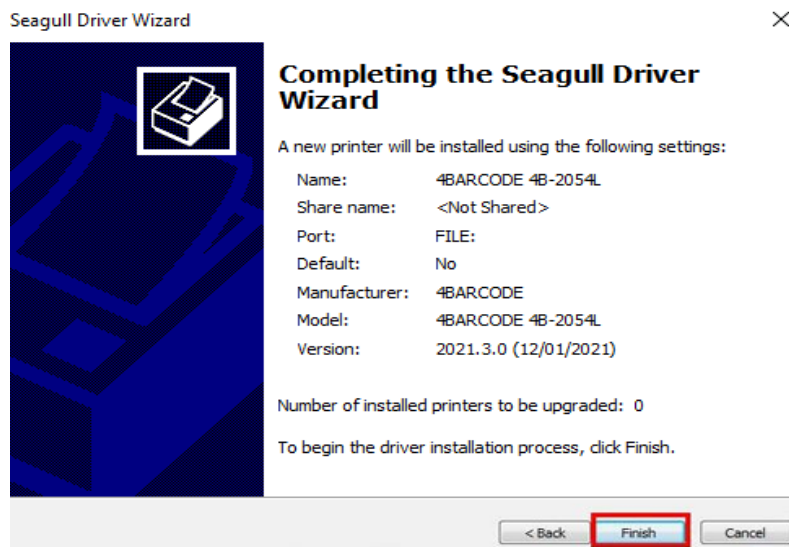 Seagull Driver Wizard
Completing the Seagull Driver
Wizard
A new printer will be installed using the following settings:
Name: 4BARCODE 4B-2054L
Share name: <Not Shared>
Port: FILE:
Default: No
Manufacturer: 4BARCODE
Model: 4BARCODE 4B-2054L
Version: 2021.3.0 (12/01/2021)
Number of installed printers to be upgraded: 0
To begin the driver installation process, click Finish.
< Back Finish Cancel